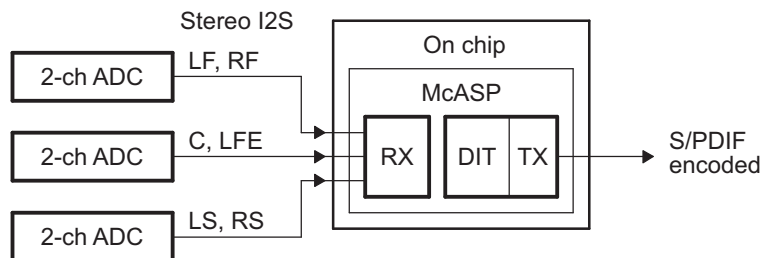 Stereo I2S
On chip
2-ch ADC
LF, RF
McASP
2-ch ADC
C, LFE
RX
DIT
TX
S/PDIF
encoded
2-ch ADC
LS, RS